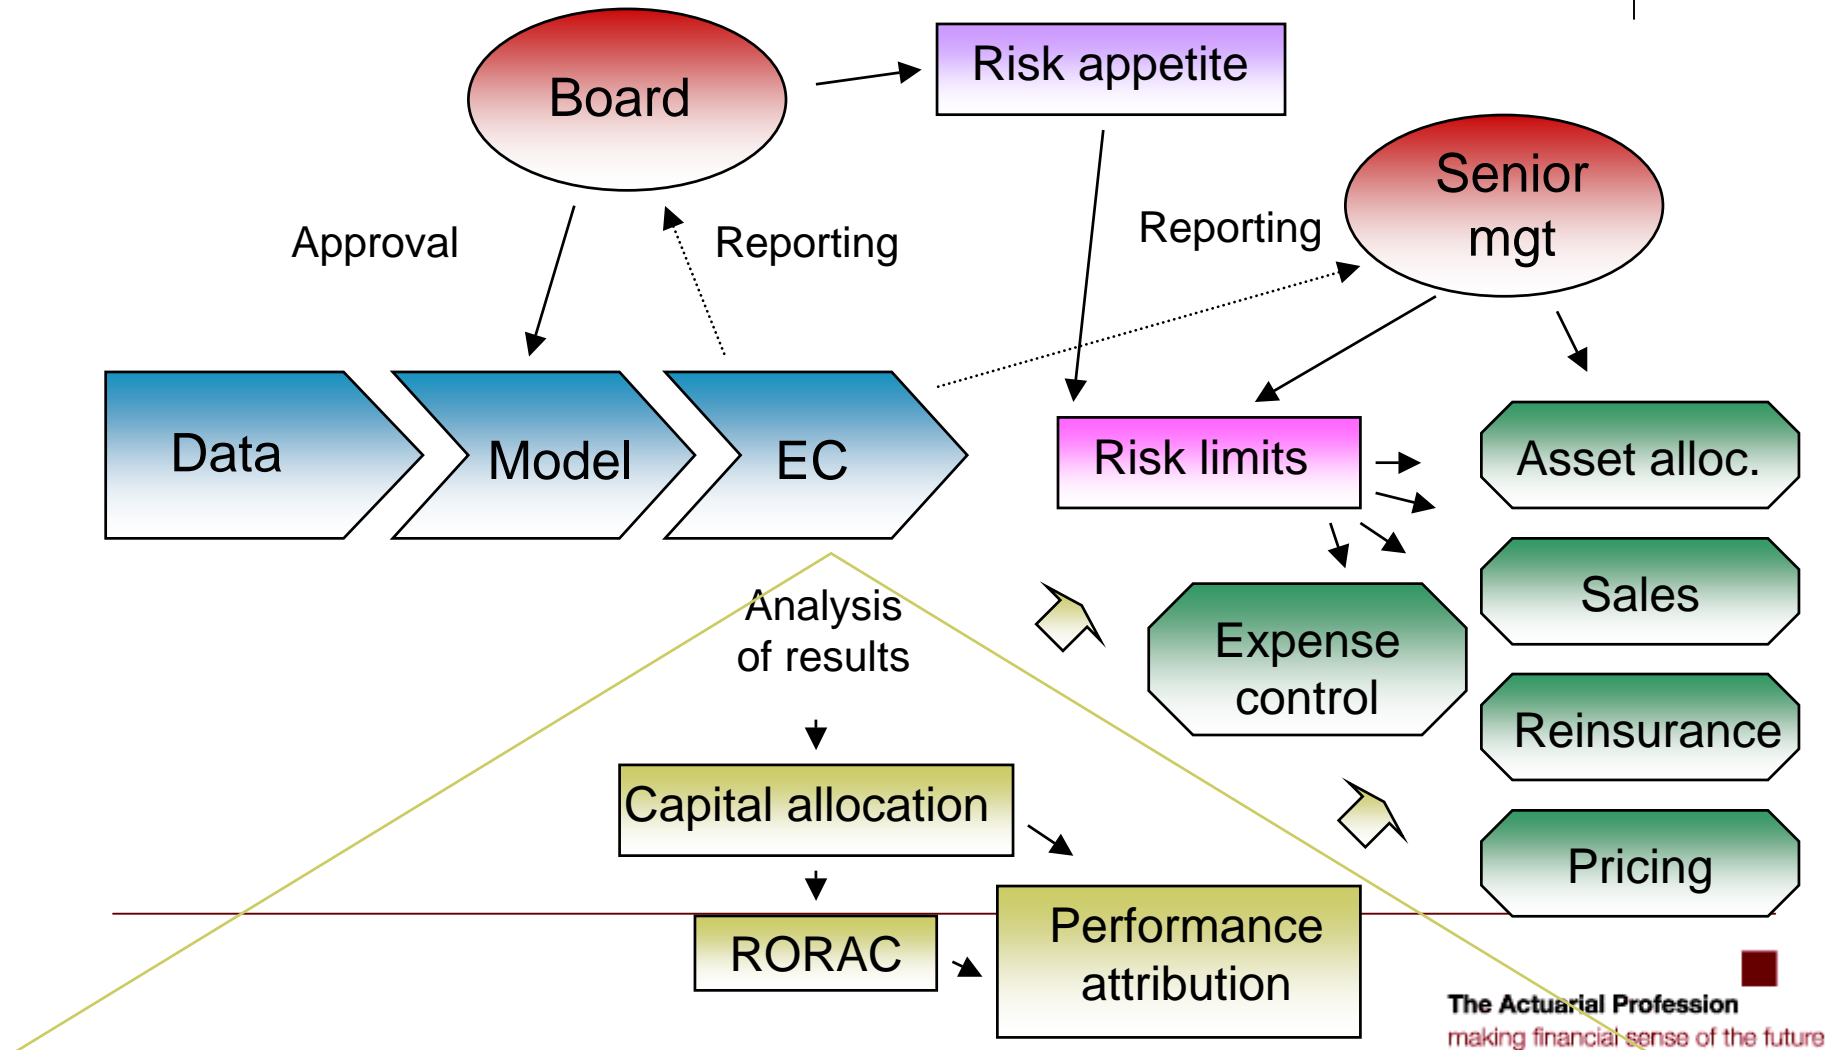 Board
Risk appetite
Senior
mgt
Approval
Reporting
Reporting
Data
Model
EC
Risk limits
Asset alloc.
Analysis
of results
Expense
control
Sales
Reinsurance
Capital allocation
Pricing
RORAC
Performance
attribution
The Actuarial Profession
making financial sense of the future